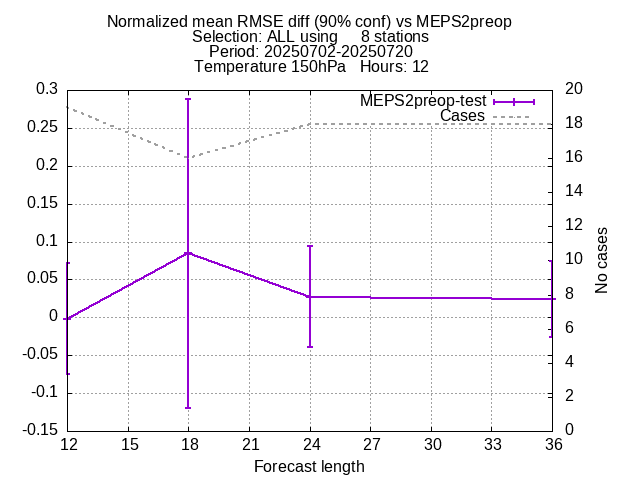 Normalized mean RMSE diff (90% conf) vs MEPS2preop
Selection: ALL using 8 stations
Period: 20250702-20250720
Temperature 150hPa Hours: 12
MEPS2preop-test
Cases
0.3
0.25
0.2
0.15
0.1
0.05
0
-0.05
-0.1
-0.15
20
18
16
14
12
10
8
6
4
2
0
No cases
12 15 18 21 24 27 30 33 36
Forecast length